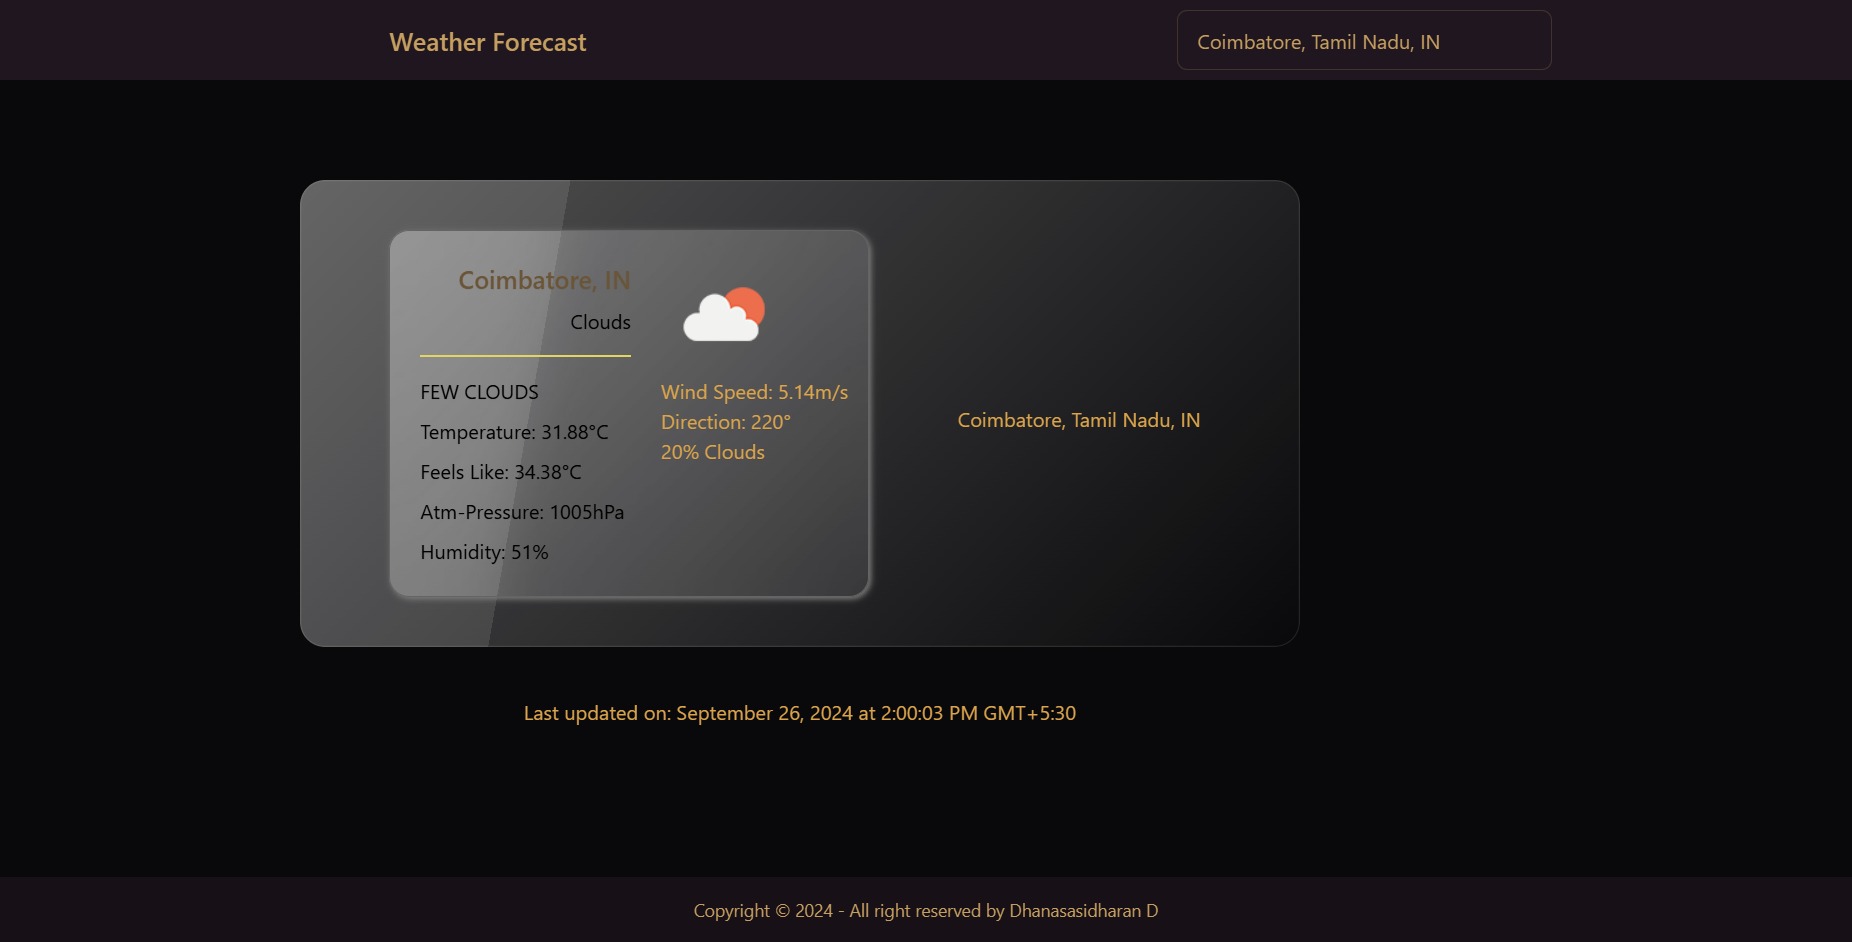 Weather Forecast
Coimbatore, Tamil Nadu, IN
Coimbatore, IN
Clouds
FEW CLOUDS
Temperature: 31.88°C
Feels Like: 34.38°C
Atm-Pressure: 1005hPa
Humidity: 51%
Wind Speed: 5.14m/s
Direction: 220°
20% Clouds
Coimbatore, Tamil Nadu, IN
Last updated on: September 26, 2024 at 2:00:03 PM GMT+5:30
Copyright © 2024 - All right reserved by Dhanasasidharan D